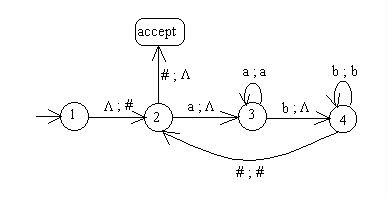 accept
# ; Λ
a ; a
b ; b
Λ ; #
a ; Λ
b ; Λ
1
2
3
4
# ; #